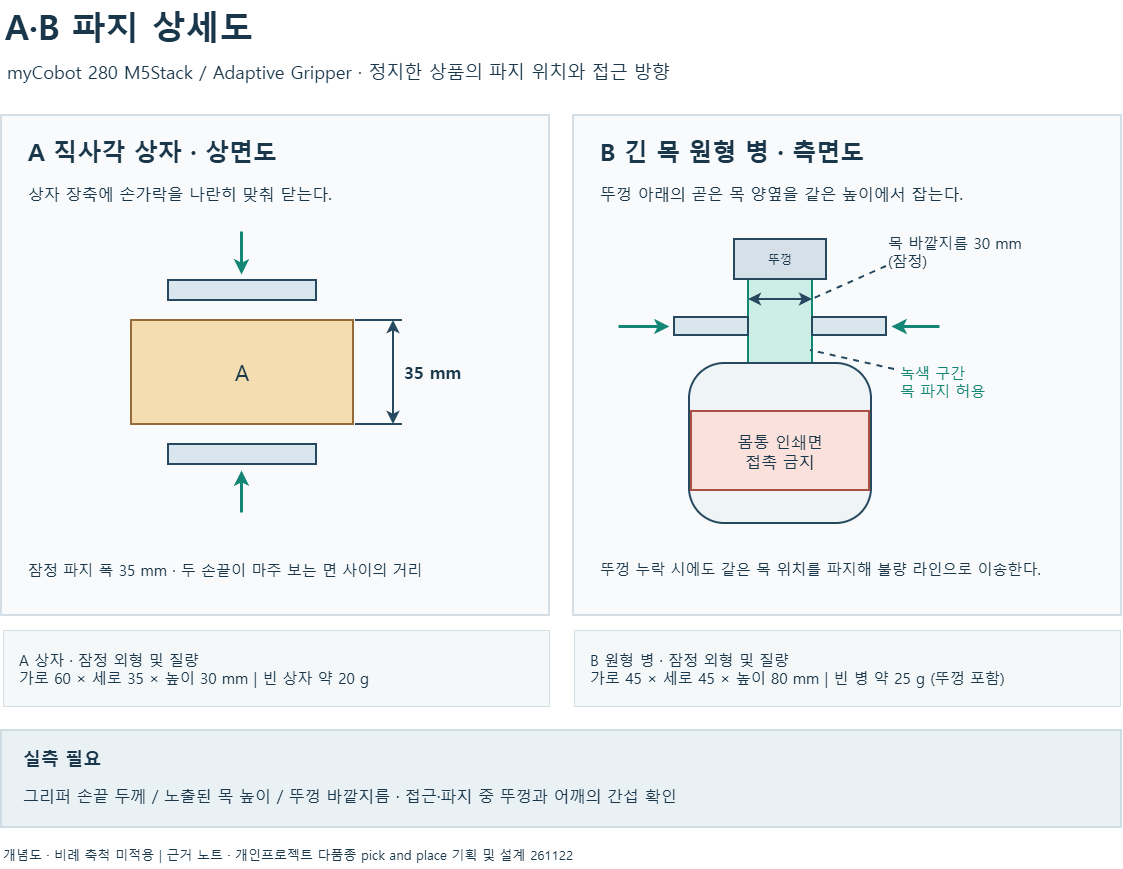 A·B 파지 상세도
myCobot 280 M5Stack / Adaptive Gripper · 정지한 상품의 파지 위치와 접근 방향
A 직사각 상자 · 상면도
상자 장축에 손가락을 나란히 맞춰 닫는다.
A
35 mm
잠정 파지 폭 35 mm · 두 손끝이 마주 보는 면 사이의 거리
B 긴 목 원형 병 · 측면도
뚜껑 아래의 곧은 목 양옆을 같은 높이에서 잡는다.
뚜껑
목 바깥지름 30 mm
(잠정)
녹색 구간
목 파지 허용
몸통 인쇄면
접촉 금지
뚜껑 누락 시에도 같은 목 위치를 파지해 불량 라인으로 이송한다.
A 상자 · 잠정 외형 및 질량
가로 60 × 세로 35 × 높이 30 mm | 빈 상자 약 20 g
B 원형 병 · 잠정 외형 및 질량
가로 45 × 세로 45 × 높이 80 mm | 빈 병 약 25 g (뚜껑 포함)
실측 필요
그리퍼 손끝 두께 / 노출된 목 높이 / 뚜껑 바깥지름 · 접근·파지 중 뚜껑과 어깨의 간섭 확인
개념도 · 비례 축척 미적용 | 근거 노트 · 개인프로젝트 다품종 pick and place 기획 및 설계 261122